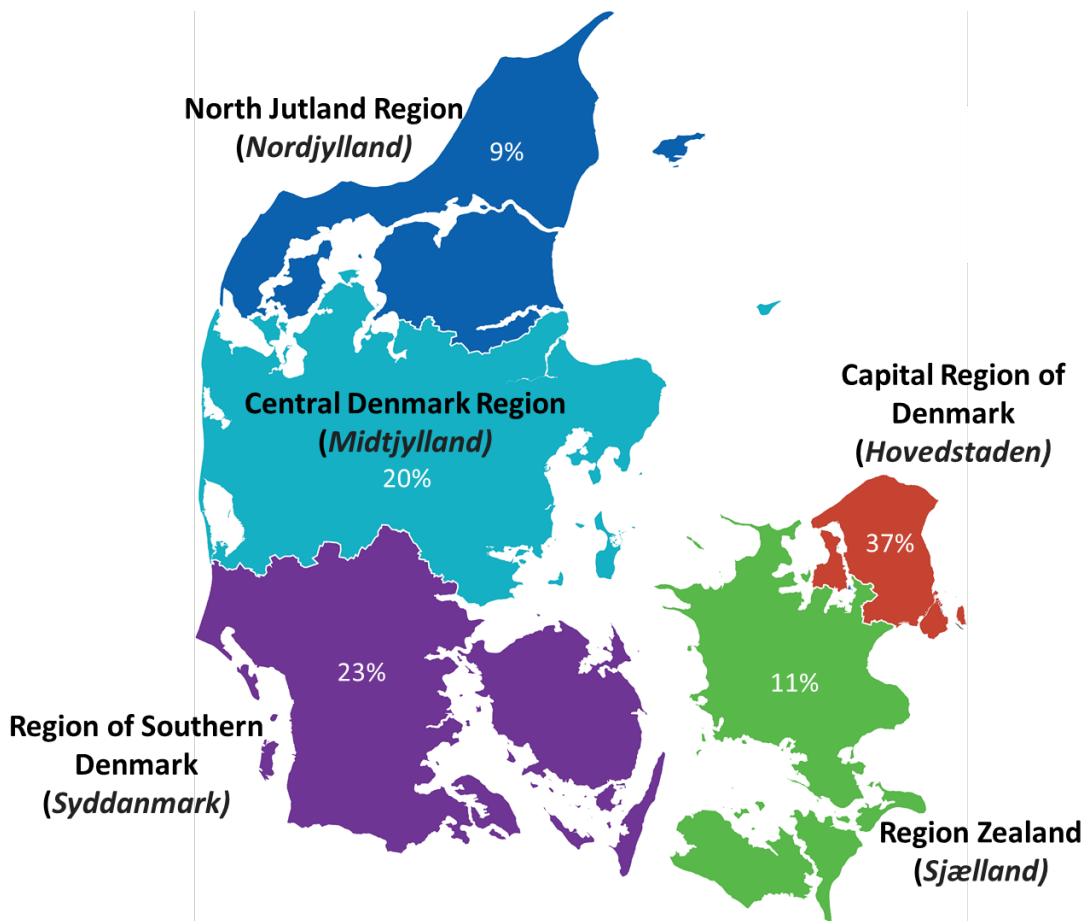 North Jutland Region
(Nordjylland)
9%
Central Denmark Region
(Midtjylland)
20%
Capital Region of
Denmark
(Hovedstaden)
37%
23%
11%
Region of Southern
Denmark
(Syddanmark)
Region Zealand
(Sjælland)